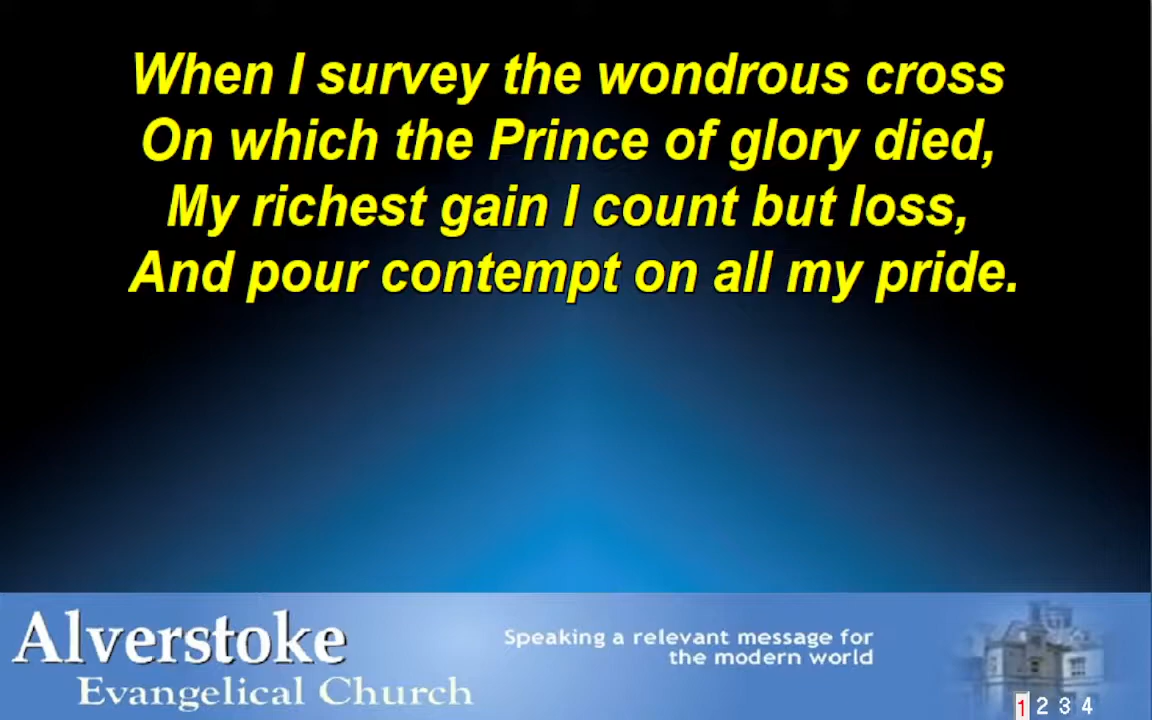 When I survey the wondrous cross
On which the Prince of glory died,
My richest gain I count but loss,
And pour contempt on all my pride.
Alverstoke
Evangelical Church
Speaking a relevant message for
the modern world
1 2 3 4